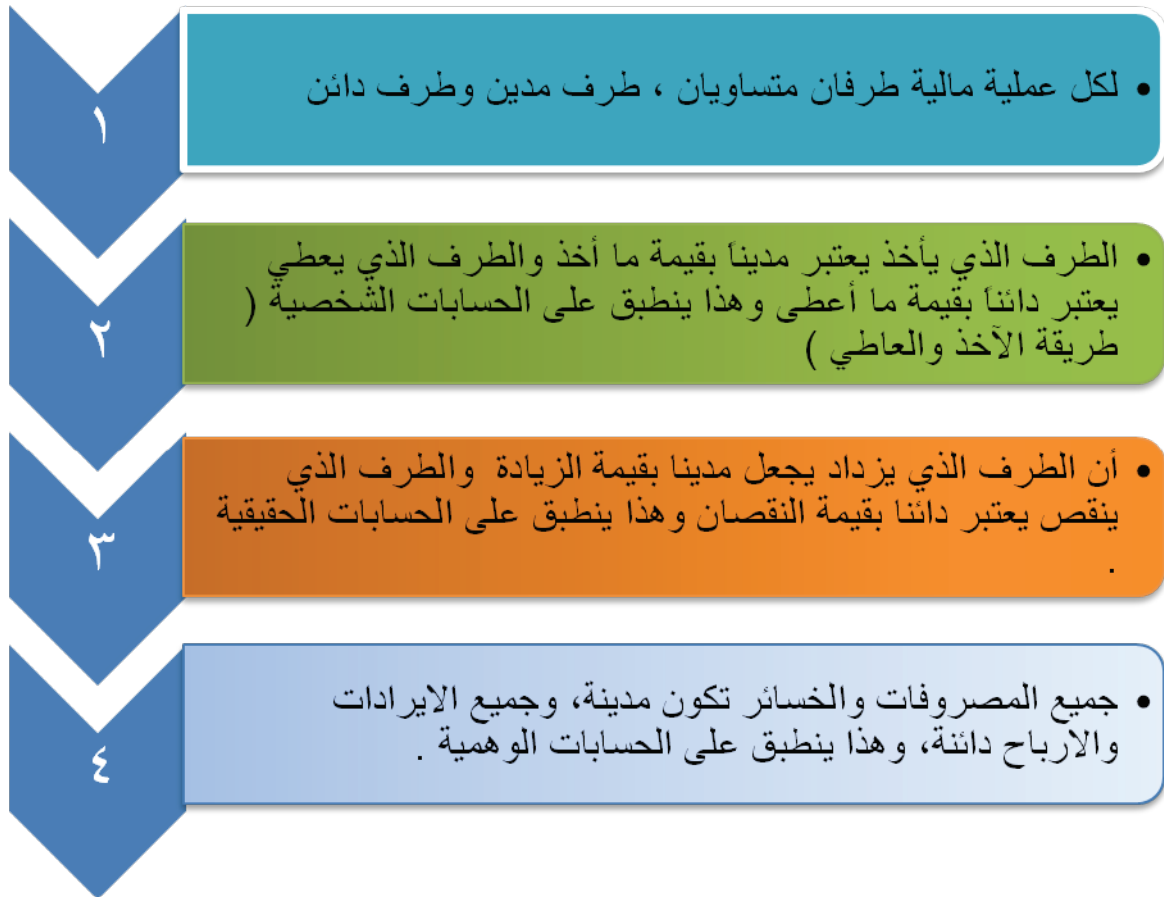 ١
• لكل عملية مالية طرفان متساويان ، طرف مدين وطرف دائن
٢
• الطرف الذي يأخذ يعتبر مديناً بقيمة ما أخذ والطرف الذي يعطي
يعتبر دائناً بقيمة ما أعطى وهذا ينطبق على الحسابات الشخصية (
طريقة الآخذ والعاطي )
٣
• أن الطرف الذي يزداد يجعل مدينا بقيمة الزيادة والطرف الذي
ينقص يعتبر دائنا بقيمة النقصان وهذا ينطبق على الحسابات الحقيقية
.
٤
• جميع المصروفات والخسائر تكون مدينة، وجميع الايرادات
والارباح دائنة، وهذا ينطبق على الحسابات الوهمية .